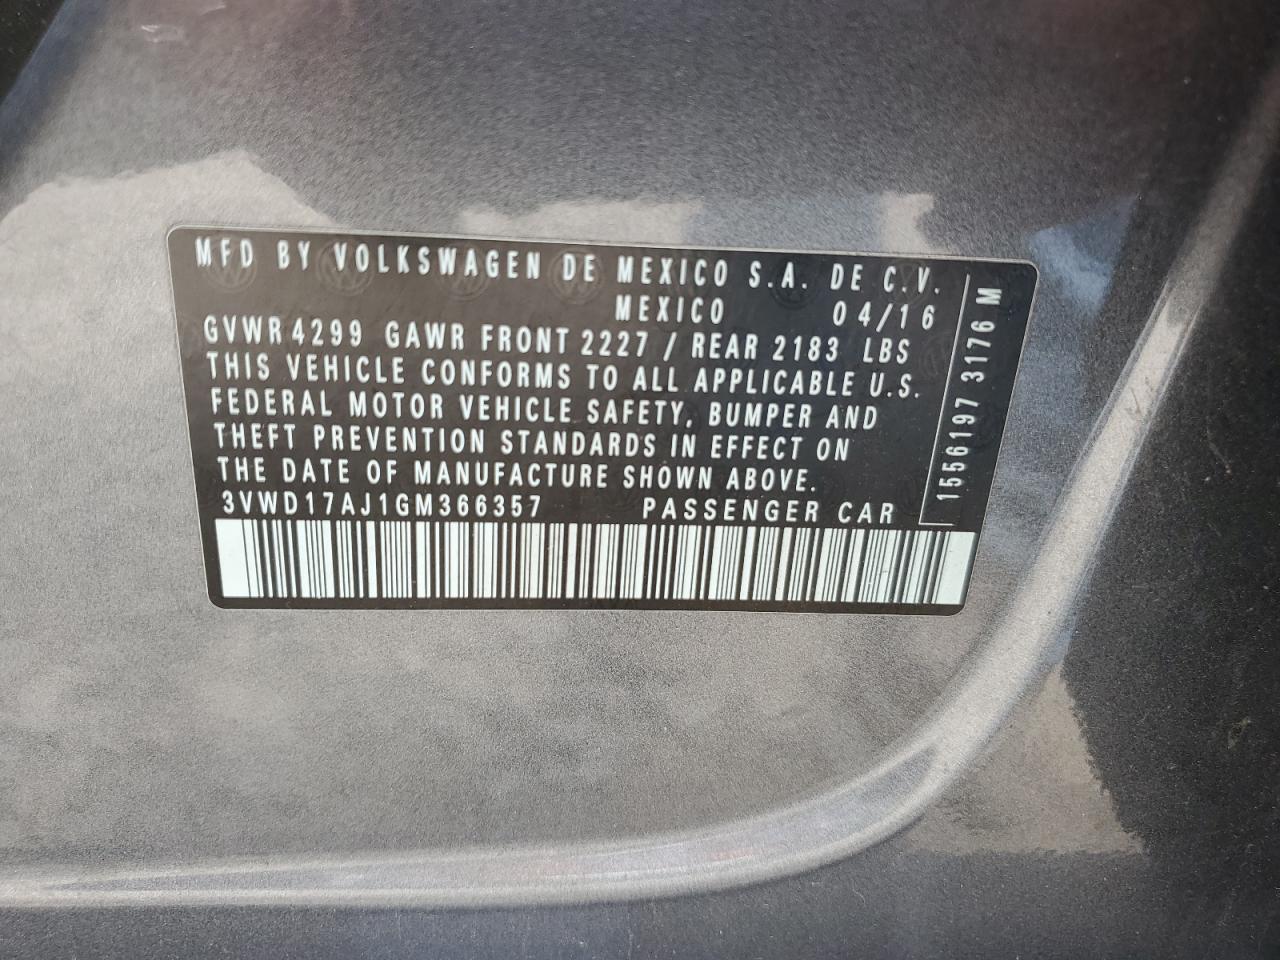 MFD BY VOLKSWAGEN DE MEXICO S.A. DE C.V.
MEXICO 04/16
GVWR 4299 GAWR FRONT 2227 / REAR 2183 LBS
THIS VEHICLE CONFORMS TO ALL APPLICABLE U.S.
FEDERAL MOTOR VEHICLE SAFETY, BUMPER AND
THEFT PREVENTION STANDARDS IN EFFECT ON
THE DATE OF MANUFACTURE SHOWN ABOVE.
3VWD17AJ1GM366357 PASSENGER CAR
1556197 3176 M